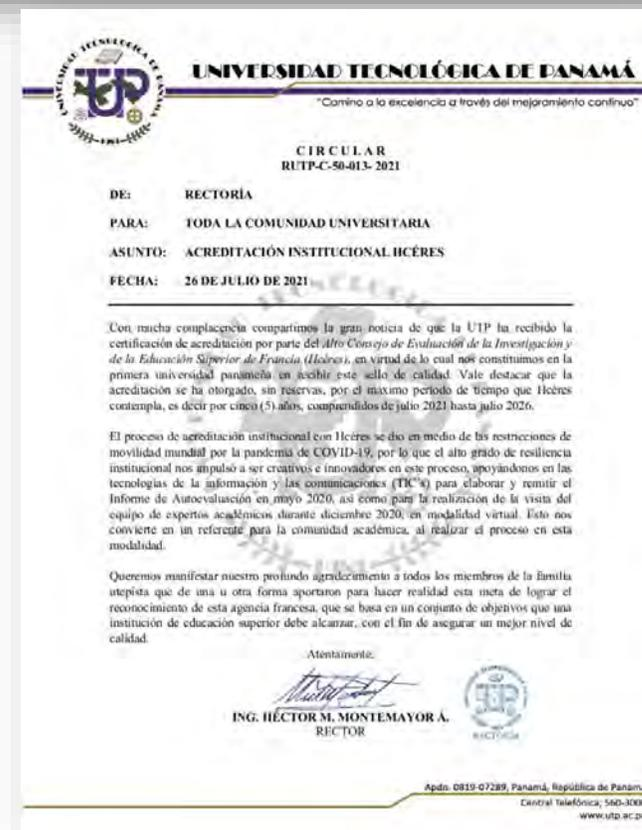 UNIVERSIDAD TECNOLÓGICA DE PANAMÁ
"Camino a la excelencia a través del mejoramiento continuo"
CIRCULAR
RUTP-C-50-013- 2021
DE: RECTORÍA
PARA: TODA LA COMUNIDAD UNIVERSITARIA
ASUNTO: ACREDITACIÓN INSTITUCIONAL HCÉRES
FECHA: 26 DE JULIO DE 2021
Con mucha complacencia compartimos la gran noticia de que la UTP ha recibido la
certificación de acreditación por parte del Alto Consejo de Evaluación de la Investigación y
de la Educación Superior de Francia (Hcéres), en virtud de lo cual nos constituimos en la
primera universidad panameña en recibir este sello de calidad. Vale destacar que la
acreditación se ha otorgado, sin reservas, por el máximo período de tiempo que Hcéres
contempla, es decir por cinco (5) años, comprendidos de julio 2021 hasta julio 2026.
El proceso de acreditación institucional con Hcéres se dio en medio de las restricciones de
movilidad mundial por la pandemia de COVID-19, por lo que el alto grado de resiliencia
institucional nos impulsó a ser creativos e innovadores en este proceso, apoyándonos en las
tecnologías de la información y las comunicaciones (TIC's) para elaborar y remitir el
Informe de Autoevaluación en mayo 2020, así como para la realización de la visita del
equipo de expertos académicos durante diciembre 2020, en modalidad virtual. Esto nos
convierte en un referente para la comunidad académica, al realizar el proceso en esta
modalidad.
Queremos manifestar nuestro profundo agradecimiento a todos los miembros de la familia
utepista que de una u otra forma aportaron para hacer realidad esta meta de lograr el
reconocimiento de esta agencia francesa, que se basa en un conjunto de objetivos que una
institución de educación superior debe alcanzar, con el fin de asegurar un mejor nivel de
calidad.
Atentamente,
ING. HÉCTOR M. MONTEMAYOR Á.
RECTOR
UTP
RECTORÍA
Apdo. 0819-07289, Panamá, República de Panam
Central Telefónica; 560-300
www.utp.ac.p